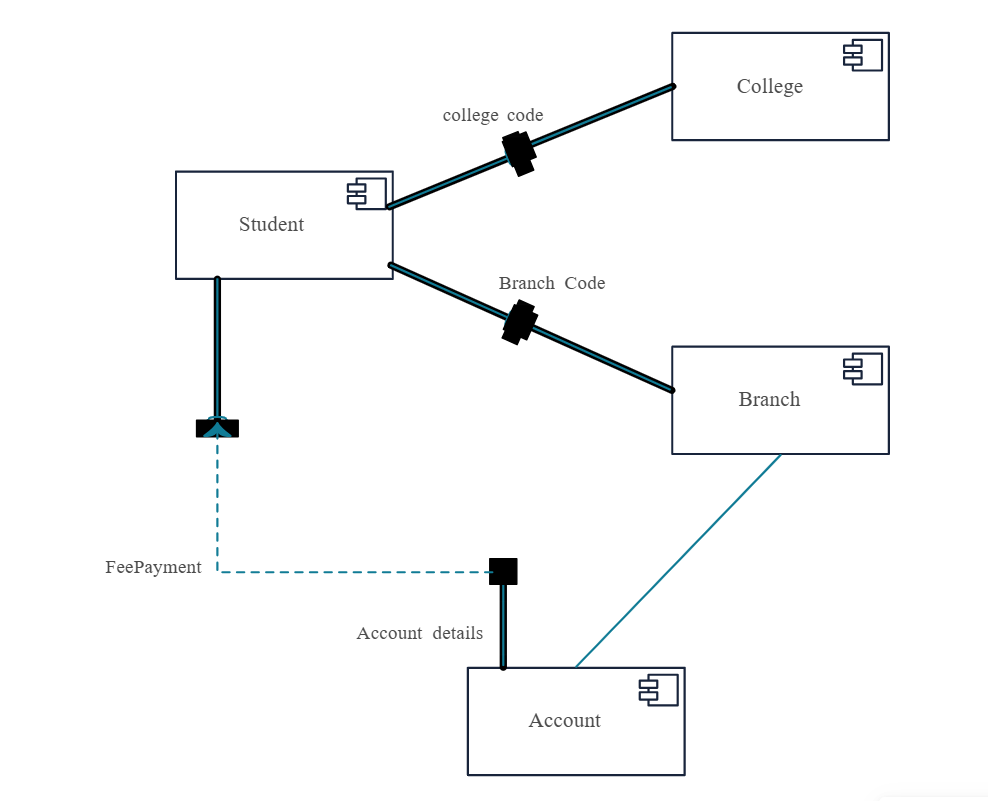 College
college code
Student
Branch Code
Branch
FeePayment
Account details
Account